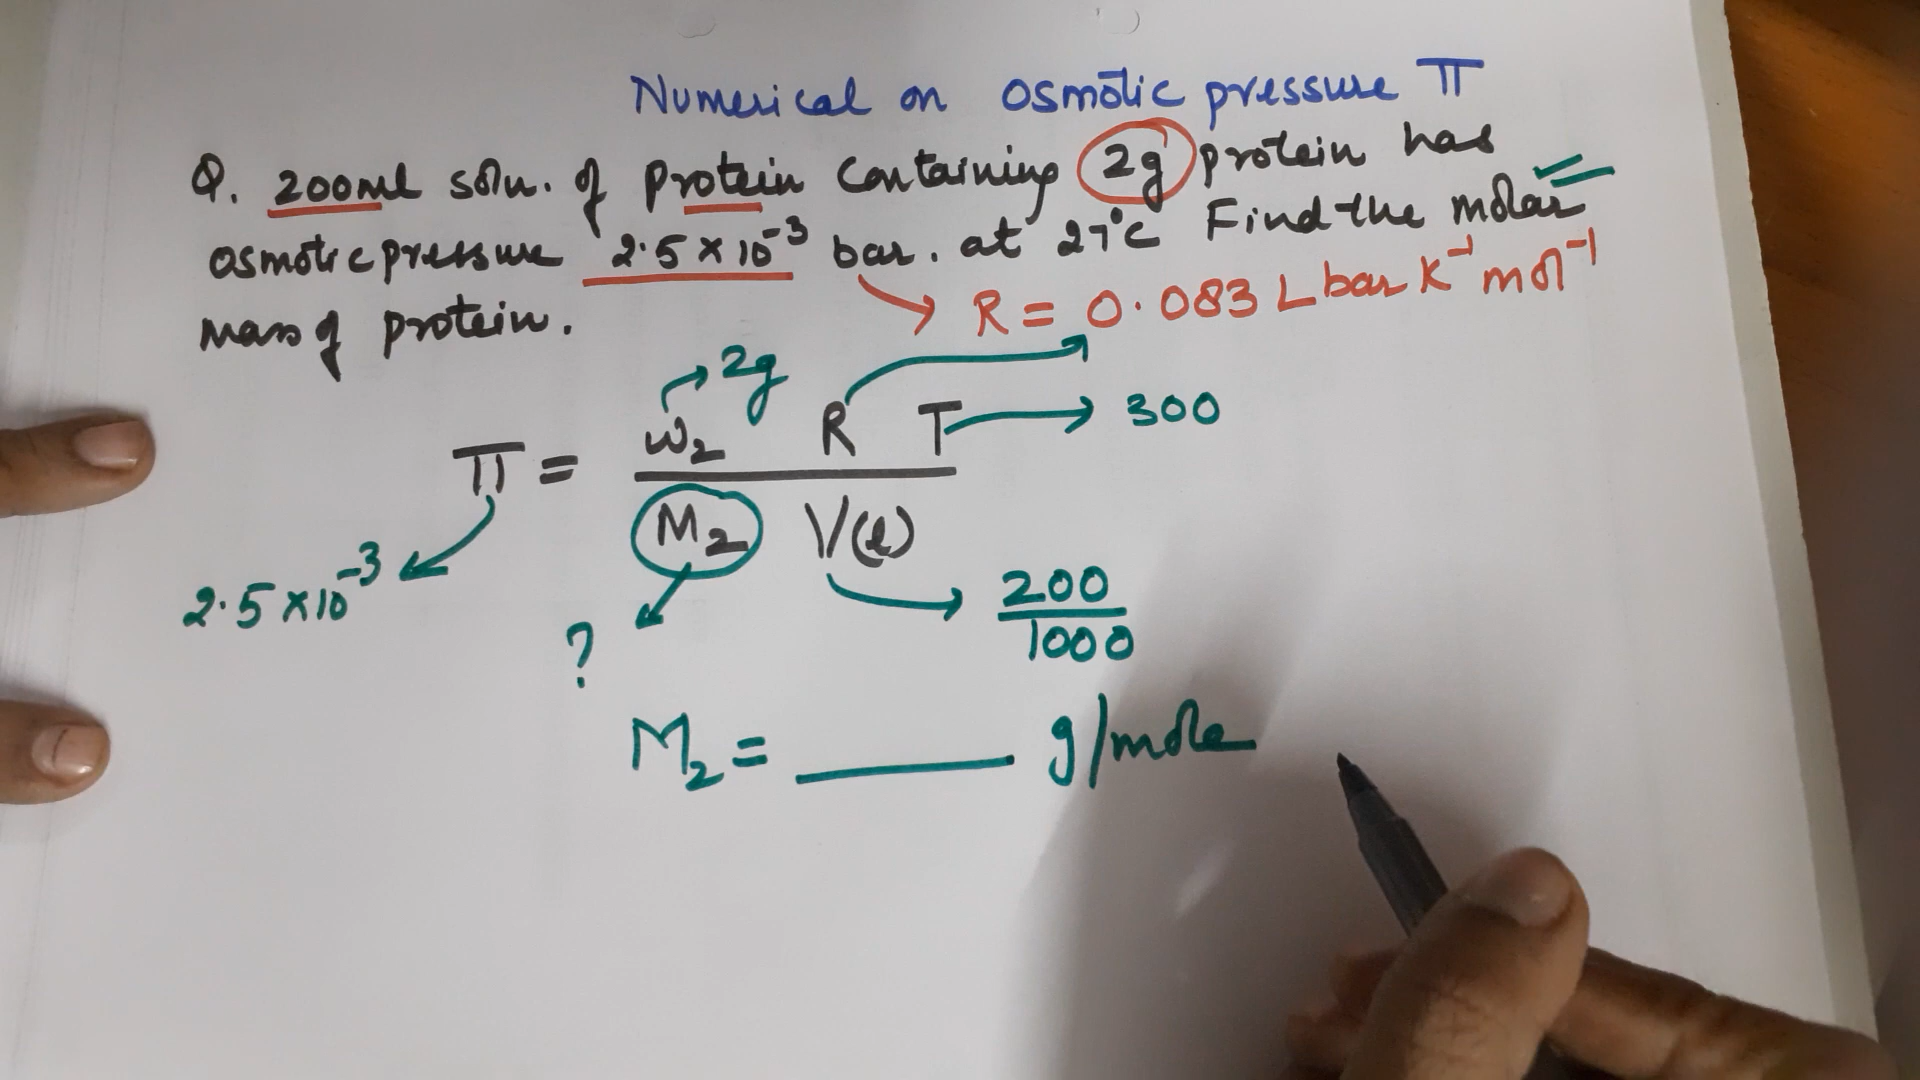 Numerical on Osmotic pressure π
Q. 200ml soln. of protein containing 2g protein has
osmotic pressure 2.5 × 10⁻³ bar. at 27°C Find the molar
mass of protein.
R = 0.083 L bar K⁻¹ mol⁻¹
2g
π = w₂ R T
300
M₂ V(l)
2.5 × 10⁻³
?
200
1000
M₂ = ______ g/mole